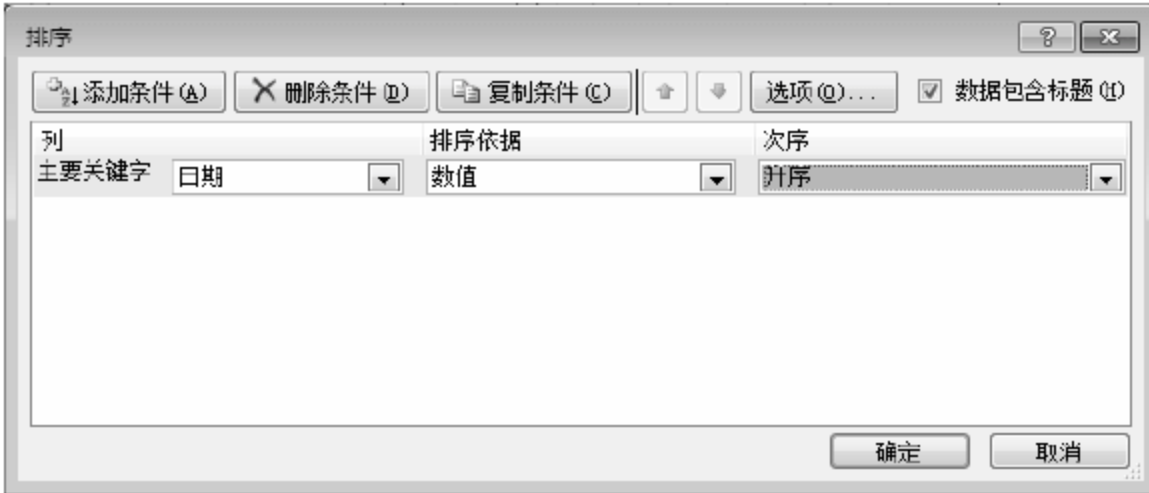 排序
添加条件(A) 删除条件(D) 复制条件(C) 选项(O)... 数据包含标题(H)
列 排序依据 次序
主要关键字 日期 数值 升序
确定 取消